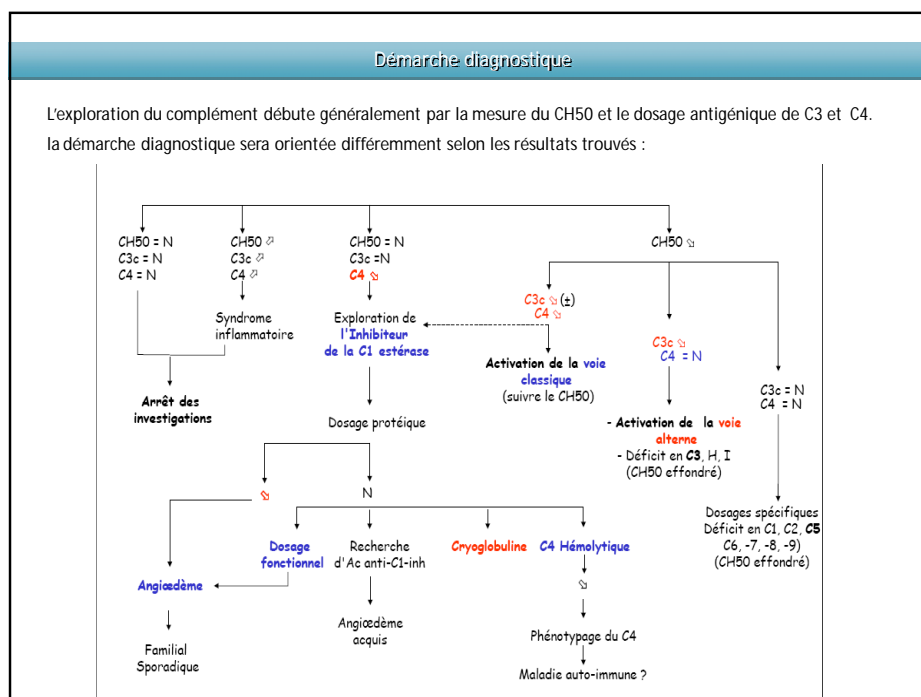 Démarche diagnostique
L'exploration du complément débute généralement par la mesure du CH50 et le dosage antigénique de C3 et C4.
la démarche diagnostique sera orientée différemment selon les résultats trouvés :
CH50 = N
C3c = N
C4 = N
CH50 ⇗
C3c ⇗
C4 ⇗
CH50 = N
C3c =N
C4 ⇘
CH50 ⇘
Syndrome
inflammatoire
Exploration de
l'Inhibiteur
de la C1 estérase
C3c ⇘ (±)
C4 ⇘
C3c ⇘
C4 = N
Activation de la voie
classique
(suivre le CH50)
C3c = N
C4 = N
Arrêt des
investigations
Dosage protéique
- Activation de la voie
alterne
- Déficit en C3, H, I
(CH50 effondré)
⇘
N
Dosages spécifiques
Déficit en C1, C2, C5
C6, -7, -8, -9)
(CH50 effondré)
Dosage
fonctionnel
Recherche
d'Ac anti-C1-inh
Cryoglobuline
C4 Hémolytique
Angiœdème
⇘
Angiœdème
acquis
Phénotypage du C4
Familial
Sporadique
Maladie auto-immune ?